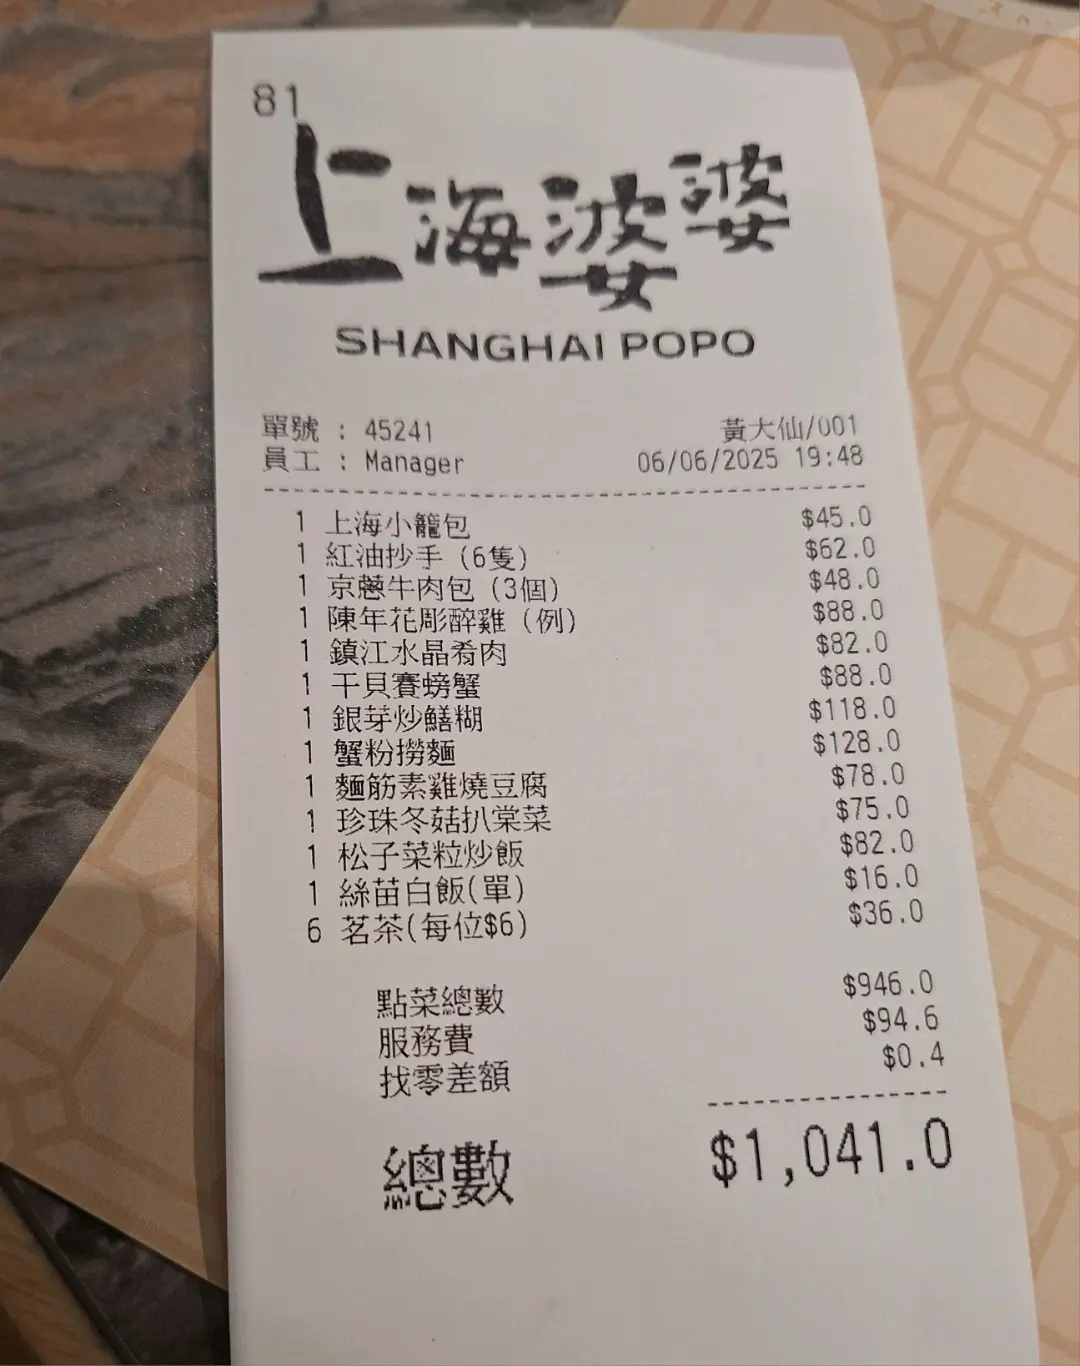 81
上海婆婆
SHANGHAI POPO
單號 : 45241 黃大仙/001
員工 : Manager 06/06/2025 19:48
1 上海小籠包 $45.0
1 紅油抄手 (6隻) $62.0
1 京蔥牛肉包 (3個) $48.0
1 陳年花彫醉雞 (例) $88.0
1 鎮江水晶肴肉 $82.0
1 干貝賽螃蟹 $88.0
1 銀芽炒鱔糊 $118.0
1 蟹粉撈麵 $128.0
1 麵筋素雞燒豆腐 $78.0
1 珍珠冬菇扒棠菜 $75.0
1 松子菜粒炒飯 $82.0
1 絲苗白飯(單) $16.0
6 茗茶(每位$6) $36.0
點菜總數 $946.0
服務費 $94.6
找零差額 $0.4
總數 $1,041.0